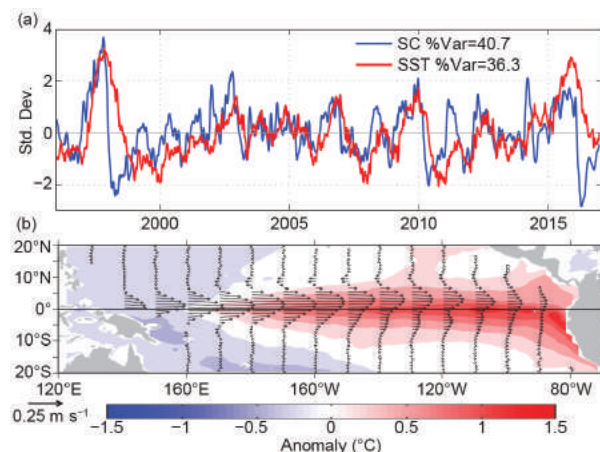 (a)
4
2
0
−2
Std. Dev.
SC %Var=40.7
SST %Var=36.3
2000 2005 2010 2015
(b)
20°N
10°N
0°
10°S
20°S
120°E 160°E 160°W 120°W 80°W
0.25 m s⁻¹
−1.5 −1 −0.5 0 0.5 1 1.5
Anomaly (°C)